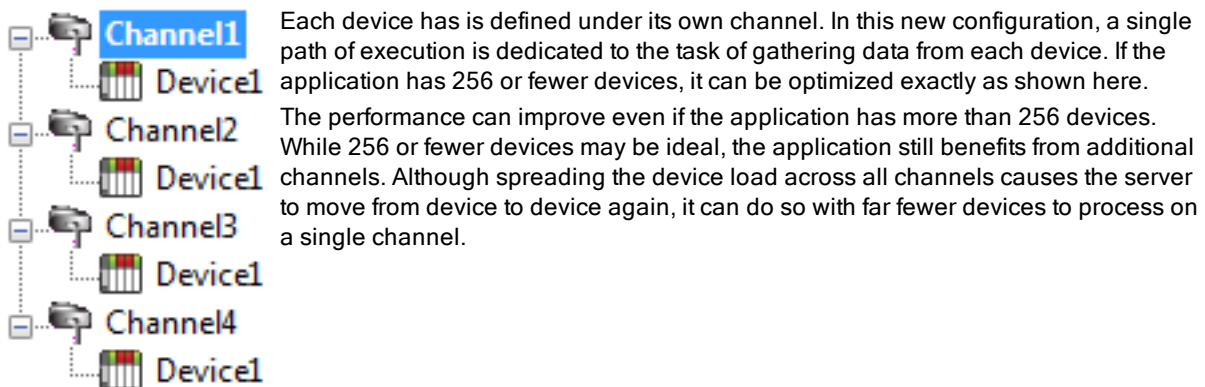 Channel1
Device1
Channel2
Device1
Channel3
Device1
Channel4
Device1
Each device has is defined under its own channel. In this new configuration, a single
path of execution is dedicated to the task of gathering data from each device. If the
application has 256 or fewer devices, it can be optimized exactly as shown here.
The performance can improve even if the application has more than 256 devices.
While 256 or fewer devices may be ideal, the application still benefits from additional
channels. Although spreading the device load across all channels causes the server
to move from device to device again, it can do so with far fewer devices to process on
a single channel.